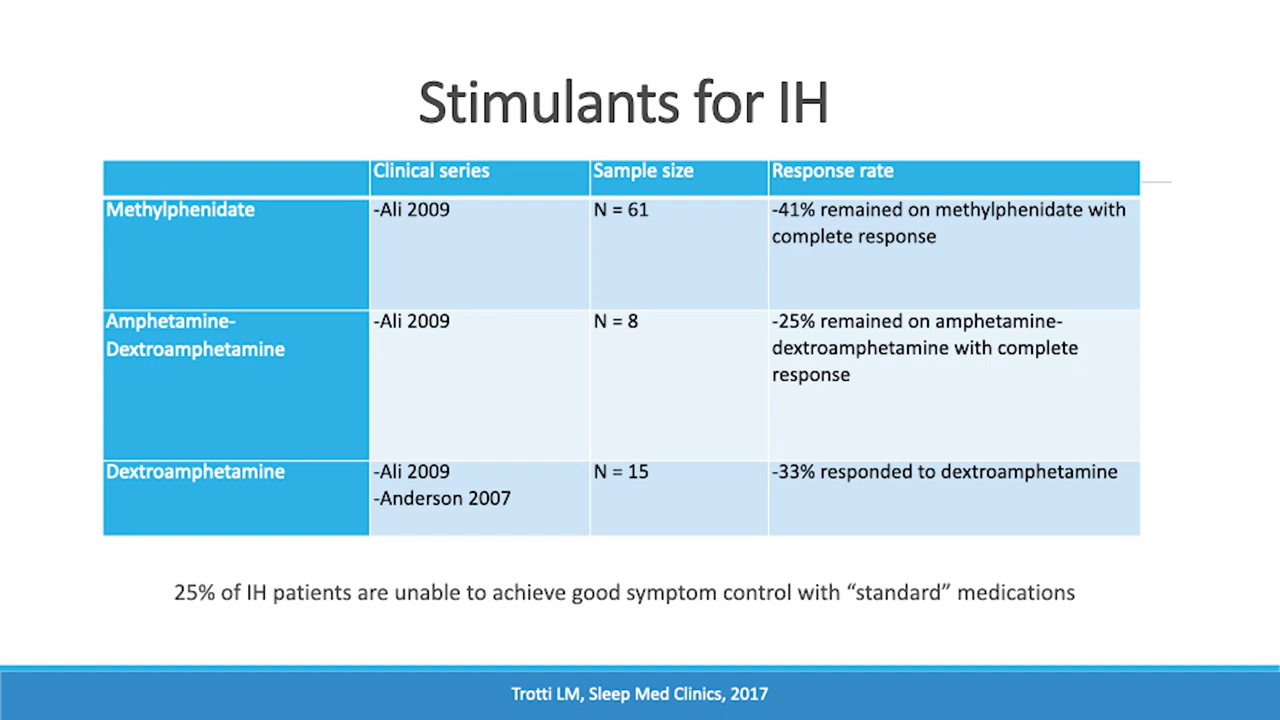 Stimulants for IH
Clinical series
Sample size
Response rate
Methylphenidate
-Ali 2009
N = 61
-41% remained on methylphenidate with
complete response
Amphetamine-
Dextroamphetamine
-Ali 2009
N = 8
-25% remained on amphetamine-
dextroamphetamine with complete
response
Dextroamphetamine
-Ali 2009
-Anderson 2007
N = 15
-33% responded to dextroamphetamine
25% of IH patients are unable to achieve good symptom control with “standard” medications
Trotti LM, Sleep Med Clinics, 2017